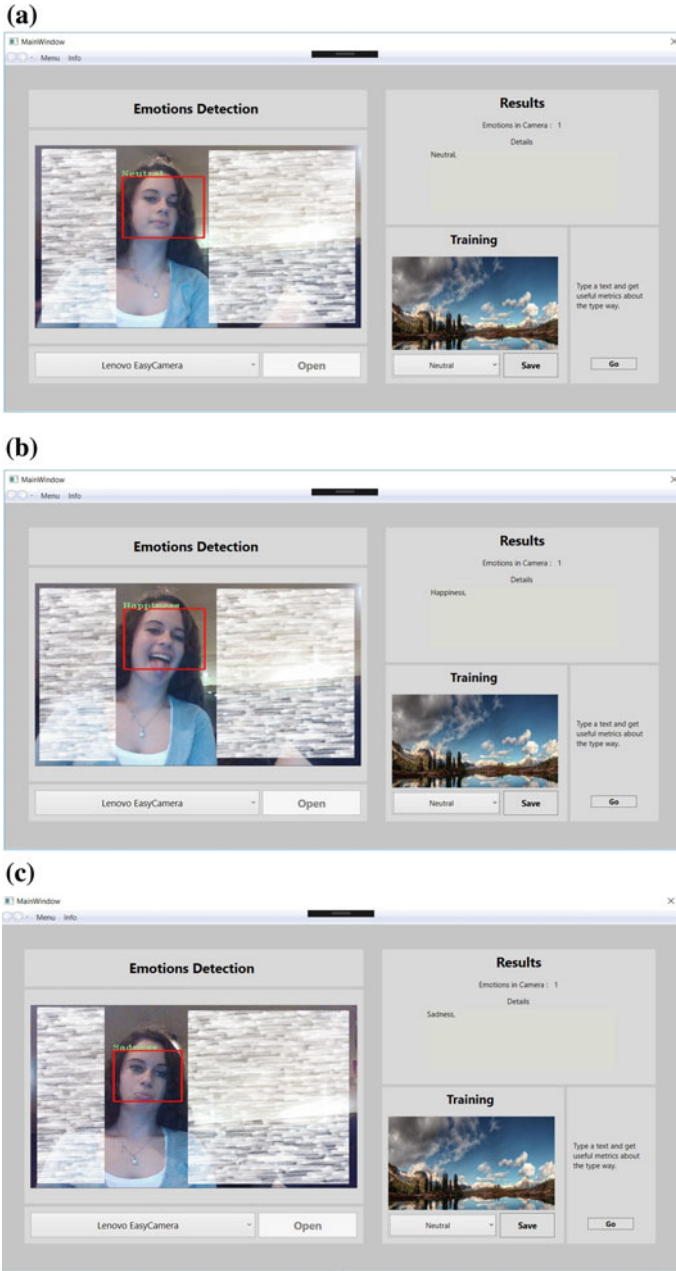 (a)
MainWindow
Menu Info
Emotions Detection
Neutral
Lenovo EasyCamera
Open
Results
Emotions in Camera : 1
Details
Neutral,
Training
Neutral
Save
Type a text and get
useful metrics about
the type way.
Go
(b)
MainWindow
Menu Info
Emotions Detection
Happiness
Lenovo EasyCamera
Open
Results
Emotions in Camera : 1
Details
Happiness,
Training
Neutral
Save
Type a text and get
useful metrics about
the type way.
Go
(c)
MainWindow
Menu Info
Emotions Detection
Sadness
Lenovo EasyCamera
Open
Results
Emotions in Camera : 1
Details
Sadness,
Training
Neutral
Save
Type a text and get
useful metrics about
the type way.
Go